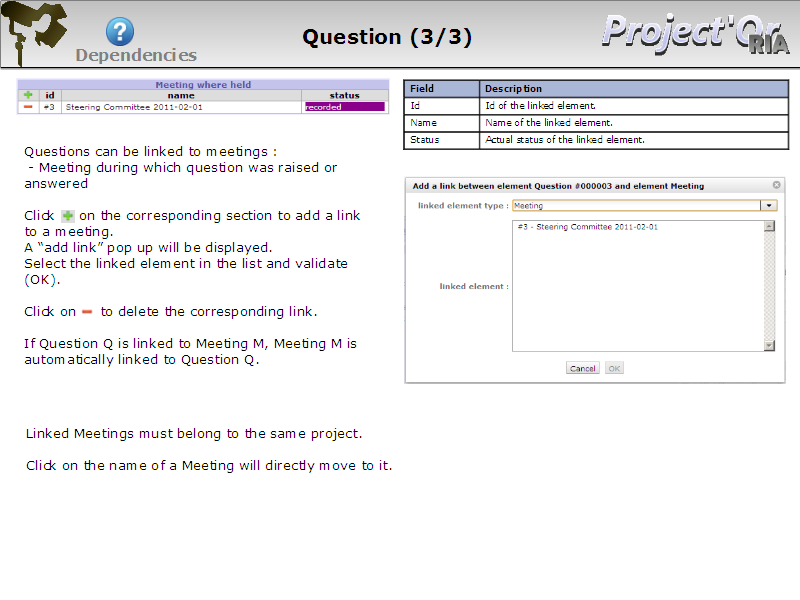 Dependencies
Question (3/3)
Project'Or
RIA
Meeting where held
id name status
#3 Steering Committee 2011-02-01 recorded
Questions can be linked to meetings :
- Meeting during which question was raised or
answered
Click on the corresponding section to add a link
to a meeting.
A “add link” pop up will be displayed.
Select the linked element in the list and validate
(OK).
Click on to delete the corresponding link.
If Question Q is linked to Meeting M, Meeting M is
automatically linked to Question Q.
Linked Meetings must belong to the same project.
Click on the name of a Meeting will directly move to it.
Field Description
Id Id of the linked element.
Name Name of the linked element.
Status Actual status of the linked element.
Add a link between element Question #000003 and element Meeting
linked element type : Meeting
#3 - Steering Committee 2011-02-01
linked element :
Cancel OK